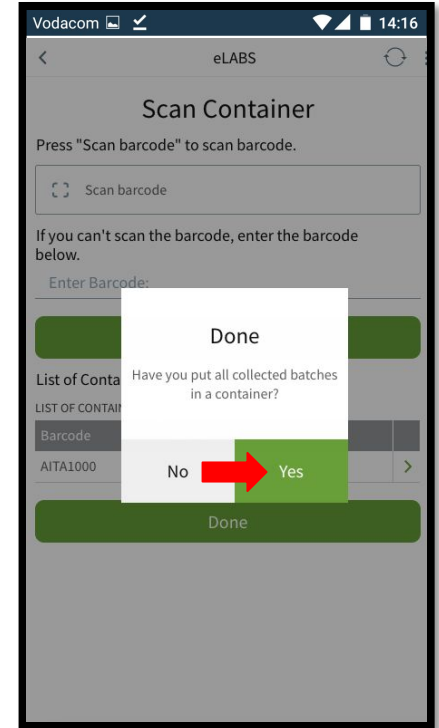 Vodacom 14:16
eLABS
Scan Container
Press "Scan barcode" to scan barcode.
Scan barcode
If you can't scan the barcode, enter the barcode
below.
Enter Barcode:
Done
Have you put all collected batches
in a container?
List of Conta
LIST OF CONTAIN
Barcode
AITA1000
No Yes
Done